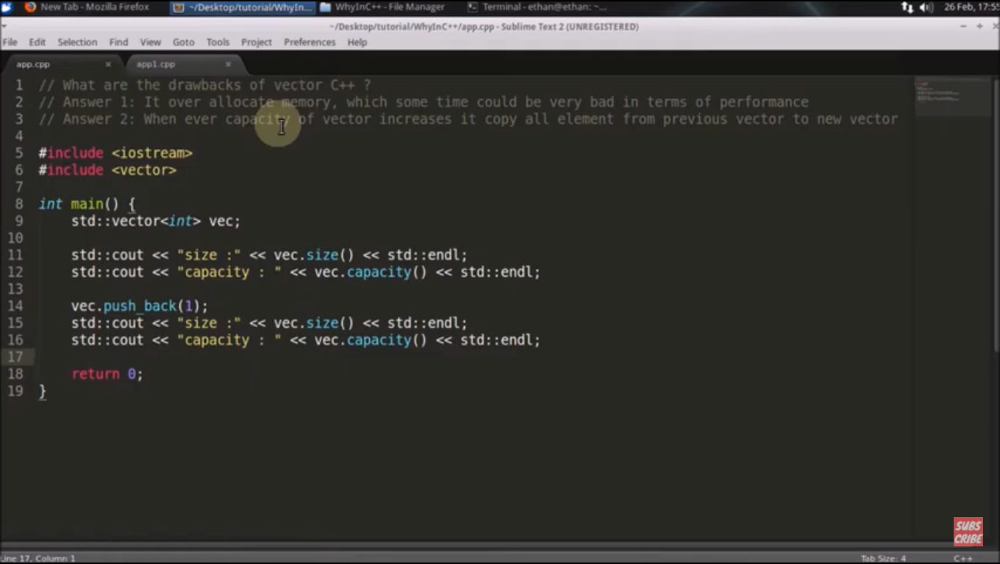 New Tab - Mozilla Firefox
~/Desktop/tutorial/WhyIn...
WhyInC++ - File Manager
Terminal - ethan@ethan: ~...
26 Feb, 17:55
~/Desktop/tutorial/WhyInC++/app.cpp - Sublime Text 2 (UNREGISTERED)
File Edit Selection Find View Goto Tools Project Preferences Help
app.cpp × app1.cpp ×
1 // What are the drawbacks of vector C++ ?
2 // Answer 1: It over allocate memory, which some time could be very bad in terms of performance
3 // Answer 2: When ever capacity of vector increases it copy all element from previous vector to new vector
4
5 #include <iostream>
6 #include <vector>
7
8 int main() {
9     std::vector<int> vec;
10
11     std::cout << "size :" << vec.size() << std::endl;
12     std::cout << "capacity : " << vec.capacity() << std::endl;
13
14     vec.push_back(1);
15     std::cout << "size :" << vec.size() << std::endl;
16     std::cout << "capacity : " << vec.capacity() << std::endl;
17
18     return 0;
19 }
SUBS
CRIBE
Line 17, Column 1
Tab Size: 4
C++